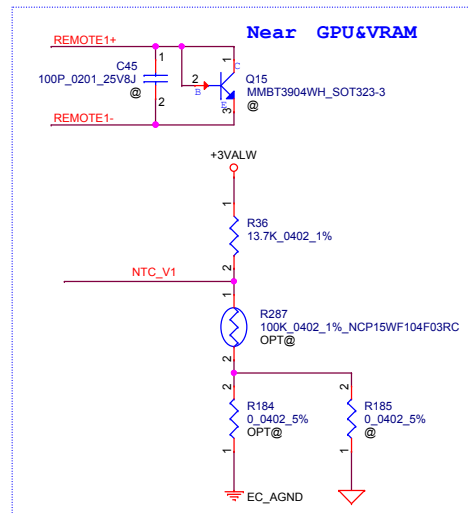 Near GPU&VRAM
REMOTE1+
C45
100P_0201_25V8J
@
1
2
1
C
2
B
E
3
Q15
MMBT3904WH_SOT323-3
@
REMOTE1-
+3VALW
1
R36
13.7K_0402_1%
2
NTC_V1
1
R287
100K_0402_1%_NCP15WF104F03RC
OPT@
2
2
R184
0_0402_5%
OPT@
1
2
R185
0_0402_5%
@
1
EC_AGND